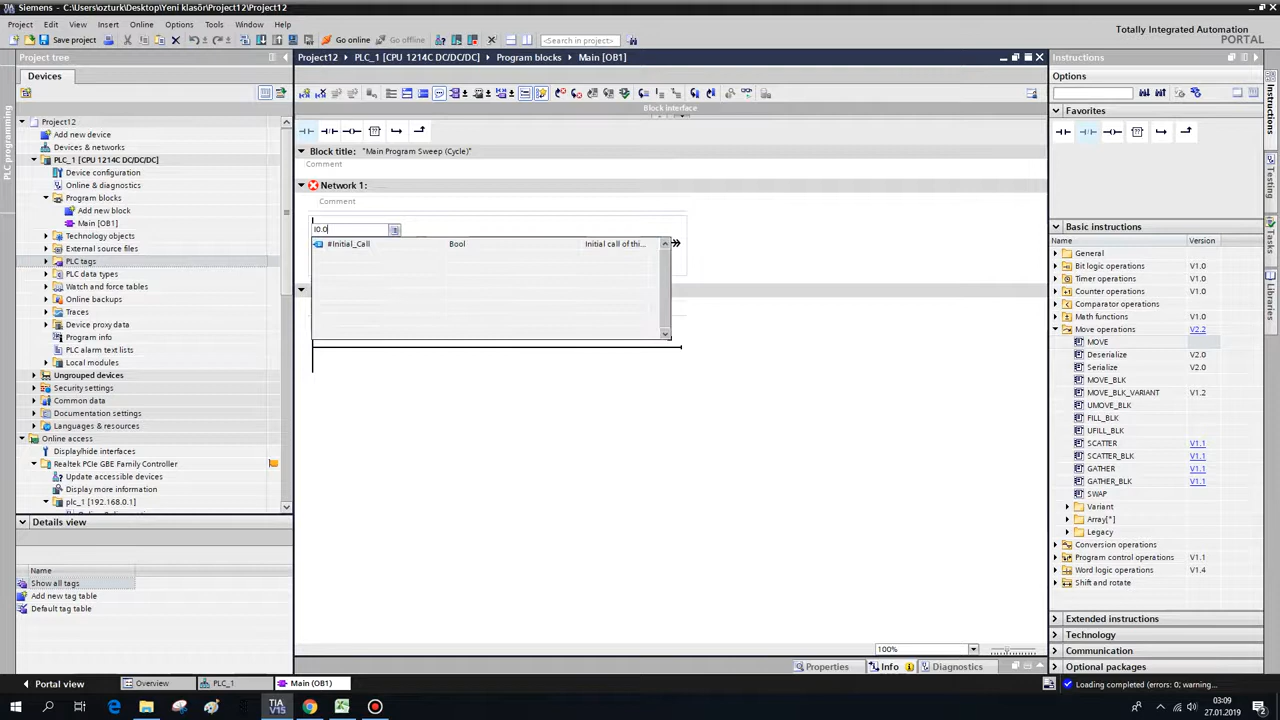 Siemens - C:\Users\ozturk\Desktop\Yeni klasör\Project12\Project12
Project Edit View Insert Online Options Tools Window Help
Totally Integrated Automation
PORTAL
Save project Go online Go offline <Search in project>
Project tree
Devices
PLC programming
Project12
Add new device
Devices & networks
PLC_1 [CPU 1214C DC/DC/DC]
Device configuration
Online & diagnostics
Program blocks
Add new block
Main [OB1]
Technology objects
External source files
PLC tags
PLC data types
Watch and force tables
Online backups
Traces
Device proxy data
Program info
PLC alarm text lists
Local modules
Ungrouped devices
Security settings
Common data
Documentation settings
Languages & resources
Online access
Display/hide interfaces
Realtek PCIe GBE Family Controller
Update accessible devices
Display more information
plc_1 [192.168.0.1]
Details view
Name
Show all tags
Add new tag table
Default tag table
Project12 PLC_1 [CPU 1214C DC/DC/DC] Program blocks Main [OB1]
Block interface
Block title: "Main Program Sweep (Cycle)"
Comment
Network 1:
Comment
I0.0
#Initial_Call Bool Initial call of thi...
100%
Properties Info Diagnostics
Instructions
Options
Favorites
Basic instructions
Name Version
General
Bit logic operations V1.0
Timer operations V1.0
Counter operations V1.0
Comparator operations
Math functions V1.0
Move operations V2.2
MOVE
Deserialize V2.0
Serialize V2.0
MOVE_BLK
MOVE_BLK_VARIANT V1.2
UMOVE_BLK
FILL_BLK
UFILL_BLK
SCATTER V1.1
SCATTER_BLK V1.1
GATHER V1.1
GATHER_BLK V1.1
SWAP
Variant
Array[*]
Legacy
Conversion operations
Program control operations V1.1
Word logic operations V1.4
Shift and rotate
Extended instructions
Technology
Communication
Optional packages
Instructions
Testing
Tasks
Libraries
Portal view Overview PLC_1 Main (OB1) Loading completed (errors: 0; warning...
TIA V15
03:09
27.01.2019